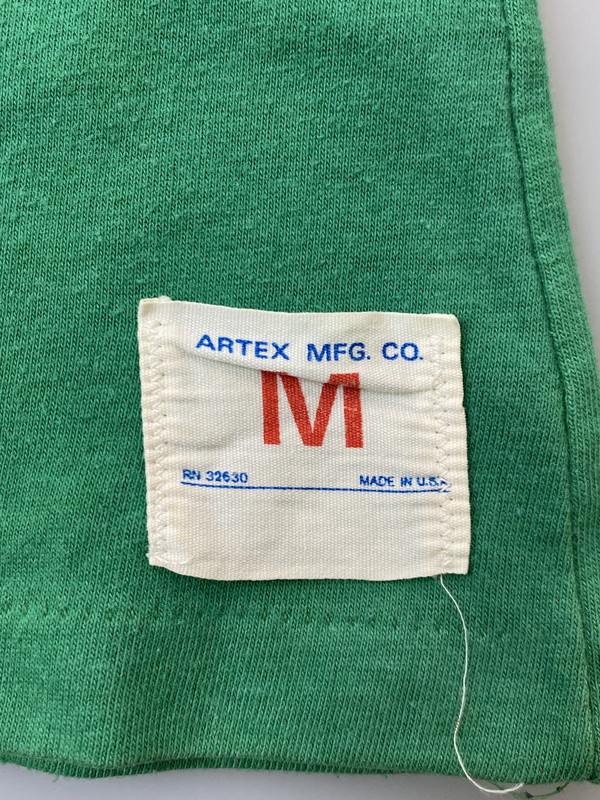 ARTEX MFG. CO.
M
RN 32630
MADE IN U.S.A